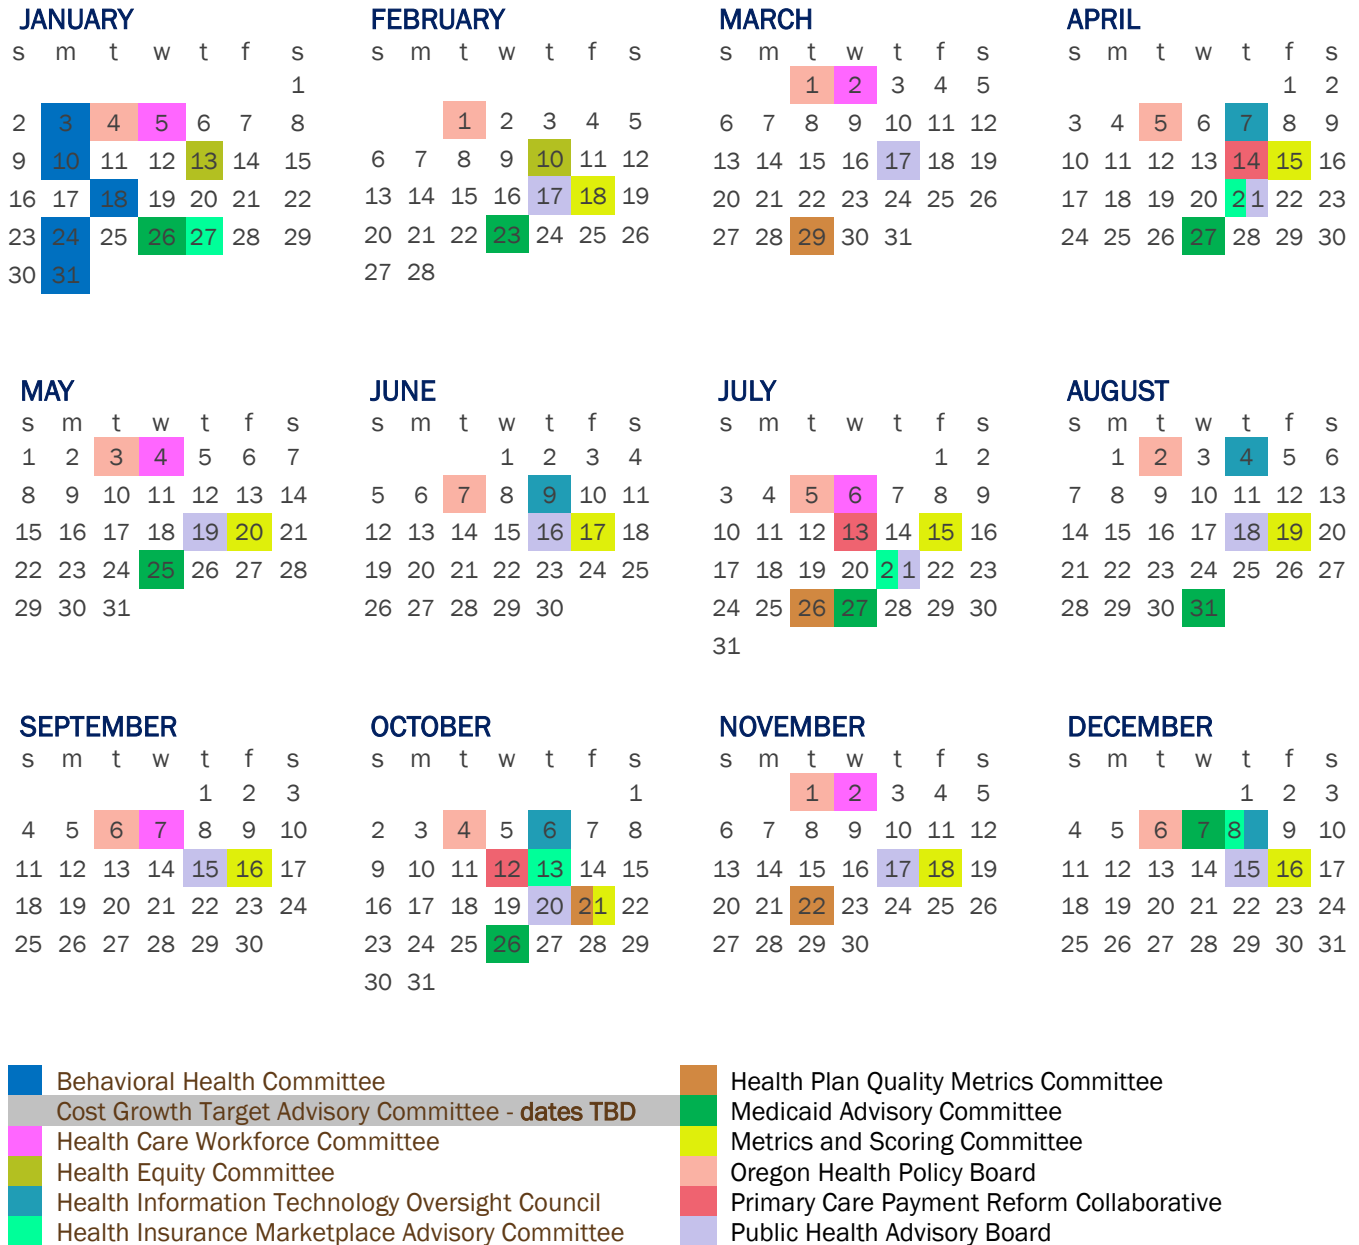 JANUARY
s m t w t f s
1
2 3 4 5 6 7 8
9 10 11 12 13 14 15
16 17 18 19 20 21 22
23 24 25 26 27 28 29
30 31
FEBRUARY
s m t w t f s
1 2 3 4 5
6 7 8 9 10 11 12
13 14 15 16 17 18 19
20 21 22 23 24 25 26
27 28
MARCH
s m t w t f s
1 2 3 4 5
6 7 8 9 10 11 12
13 14 15 16 17 18 19
20 21 22 23 24 25 26
27 28 29 30 31
APRIL
s m t w t f s
1 2
3 4 5 6 7 8 9
10 11 12 13 14 15 16
17 18 19 20 21 22 23
24 25 26 27 28 29 30
MAY
s m t w t f s
1 2 3 4 5 6 7
8 9 10 11 12 13 14
15 16 17 18 19 20 21
22 23 24 25 26 27 28
29 30 31
JUNE
s m t w t f s
1 2 3 4
5 6 7 8 9 10 11
12 13 14 15 16 17 18
19 20 21 22 23 24 25
26 27 28 29 30
JULY
s m t w t f s
1 2
3 4 5 6 7 8 9
10 11 12 13 14 15 16
17 18 19 20 21 22 23
24 25 26 27 28 29 30
31
AUGUST
s m t w t f s
1 2 3 4 5 6
7 8 9 10 11 12 13
14 15 16 17 18 19 20
21 22 23 24 25 26 27
28 29 30 31
SEPTEMBER
s m t w t f s
1 2 3
4 5 6 7 8 9 10
11 12 13 14 15 16 17
18 19 20 21 22 23 24
25 26 27 28 29 30
OCTOBER
s m t w t f s
1
2 3 4 5 6 7 8
9 10 11 12 13 14 15
16 17 18 19 20 21 22
23 24 25 26 27 28 29
30 31
NOVEMBER
s m t w t f s
1 2 3 4 5
6 7 8 9 10 11 12
13 14 15 16 17 18 19
20 21 22 23 24 25 26
27 28 29 30
DECEMBER
s m t w t f s
1 2 3
4 5 6 7 8 9 10
11 12 13 14 15 16 17
18 19 20 21 22 23 24
25 26 27 28 29 30 31
Behavioral Health Committee
Cost Growth Target Advisory Committee - dates TBD
Health Care Workforce Committee
Health Equity Committee
Health Information Technology Oversight Council
Health Insurance Marketplace Advisory Committee
Health Plan Quality Metrics Committee
Medicaid Advisory Committee
Metrics and Scoring Committee
Oregon Health Policy Board
Primary Care Payment Reform Collaborative
Public Health Advisory Board